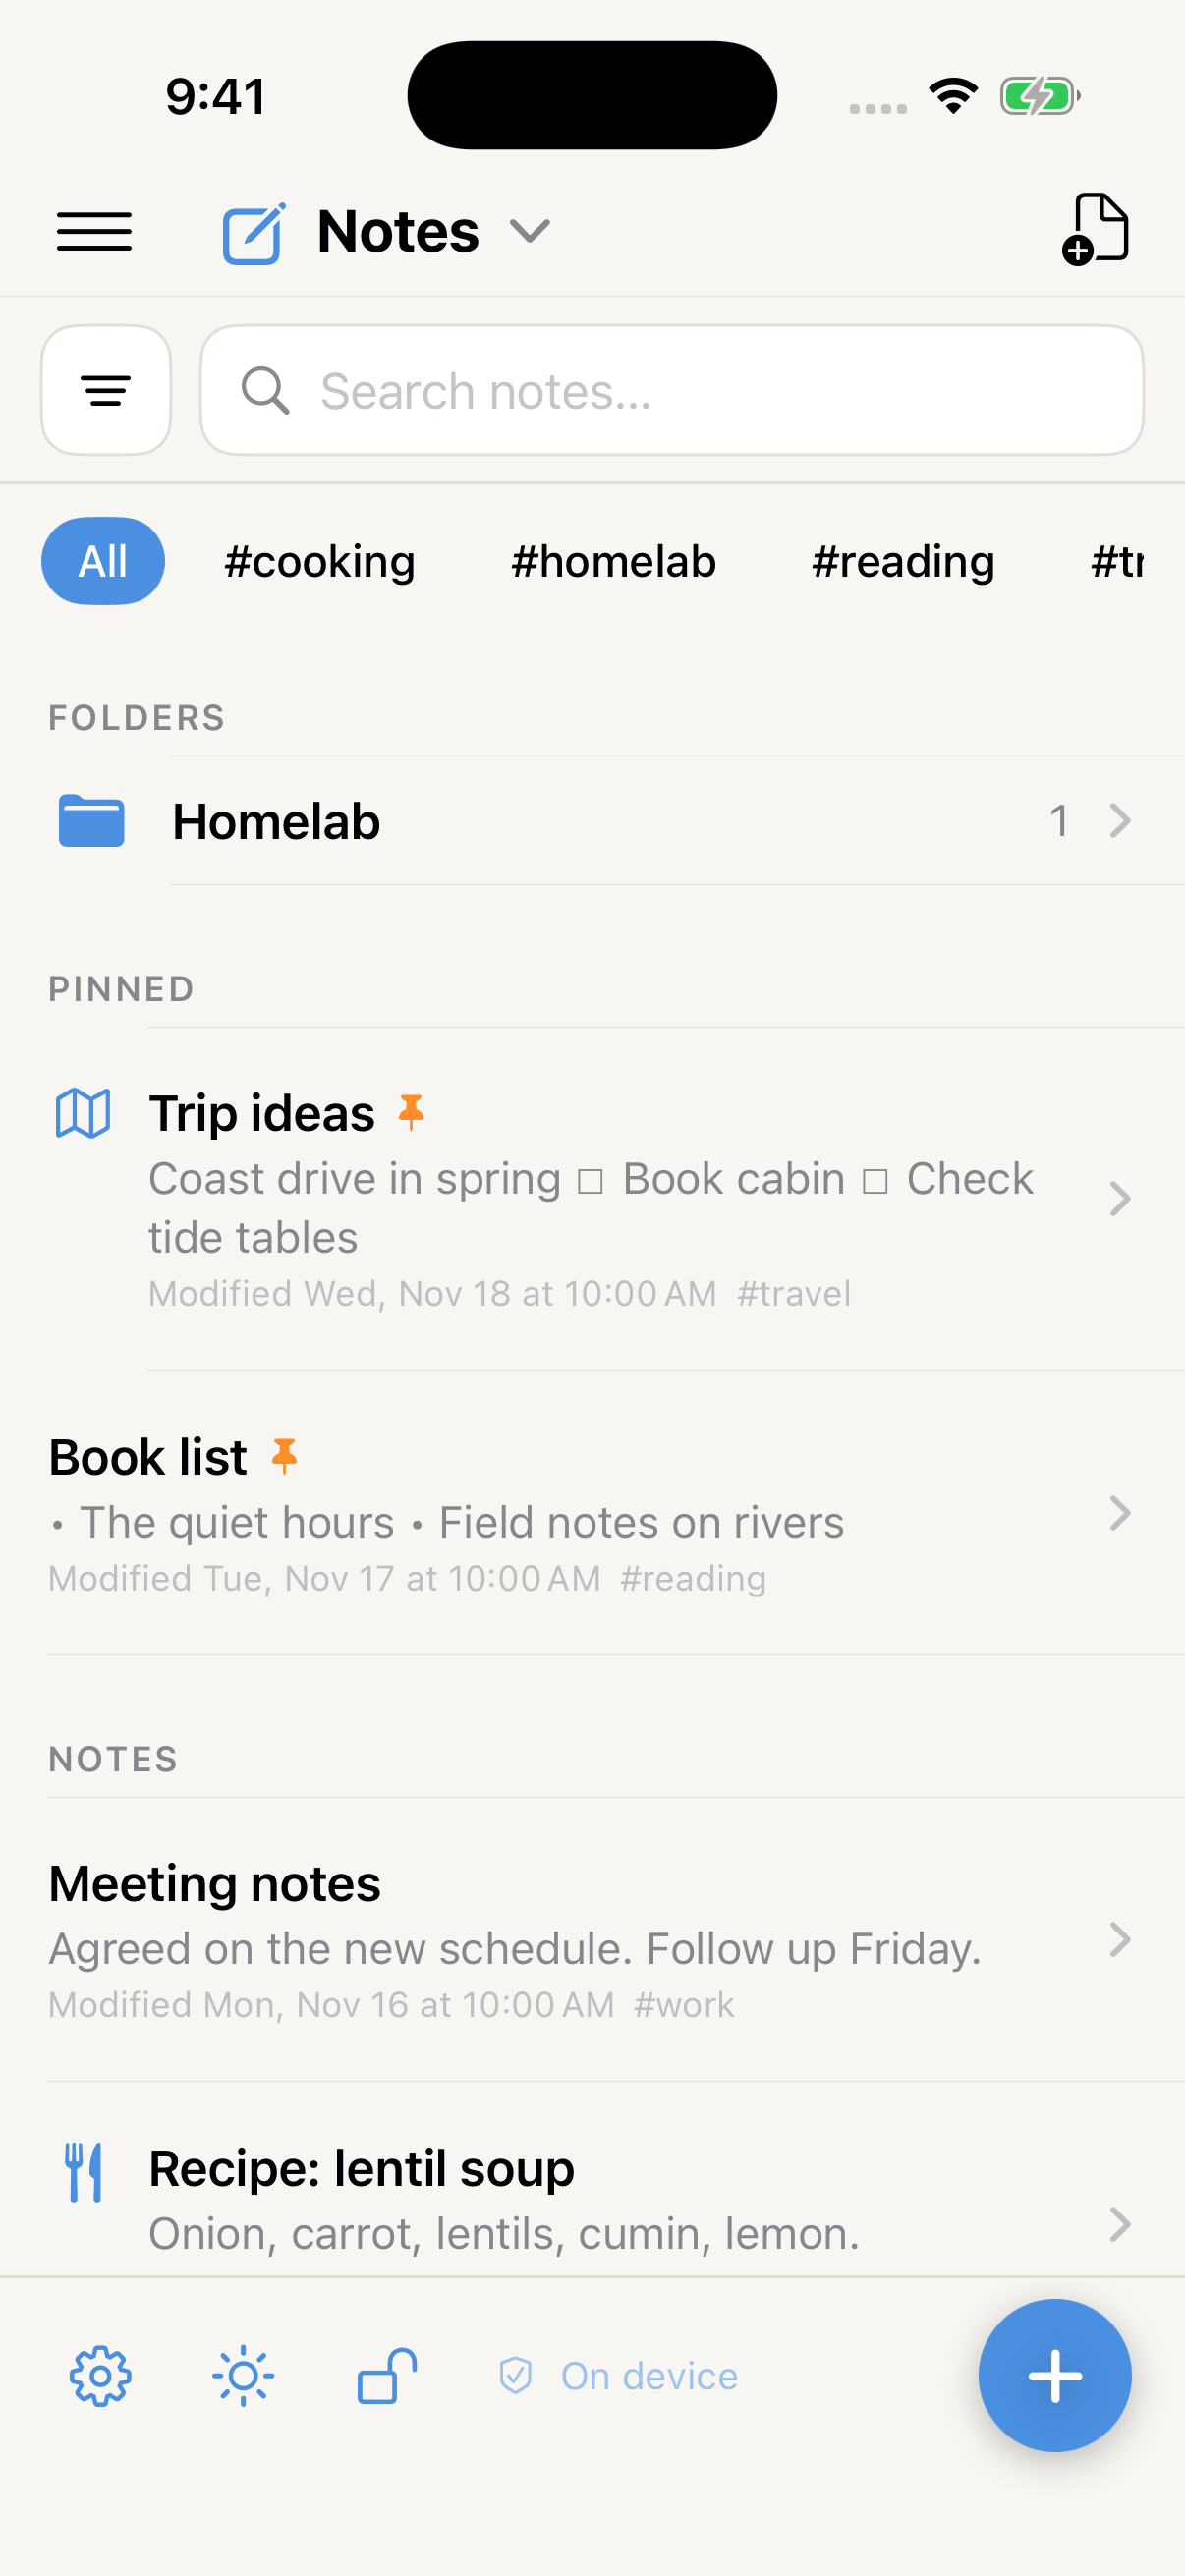 9:41
Notes
Search notes...
All #cooking #homelab #reading #tr
FOLDERS
Homelab 1
PINNED
Trip ideas
Coast drive in spring □ Book cabin □ Check
tide tables
Modified Wed, Nov 18 at 10:00 AM #travel
Book list
• The quiet hours • Field notes on rivers
Modified Tue, Nov 17 at 10:00 AM #reading
NOTES
Meeting notes
Agreed on the new schedule. Follow up Friday.
Modified Mon, Nov 16 at 10:00 AM #work
Recipe: lentil soup
Onion, carrot, lentils, cumin, lemon.
On device